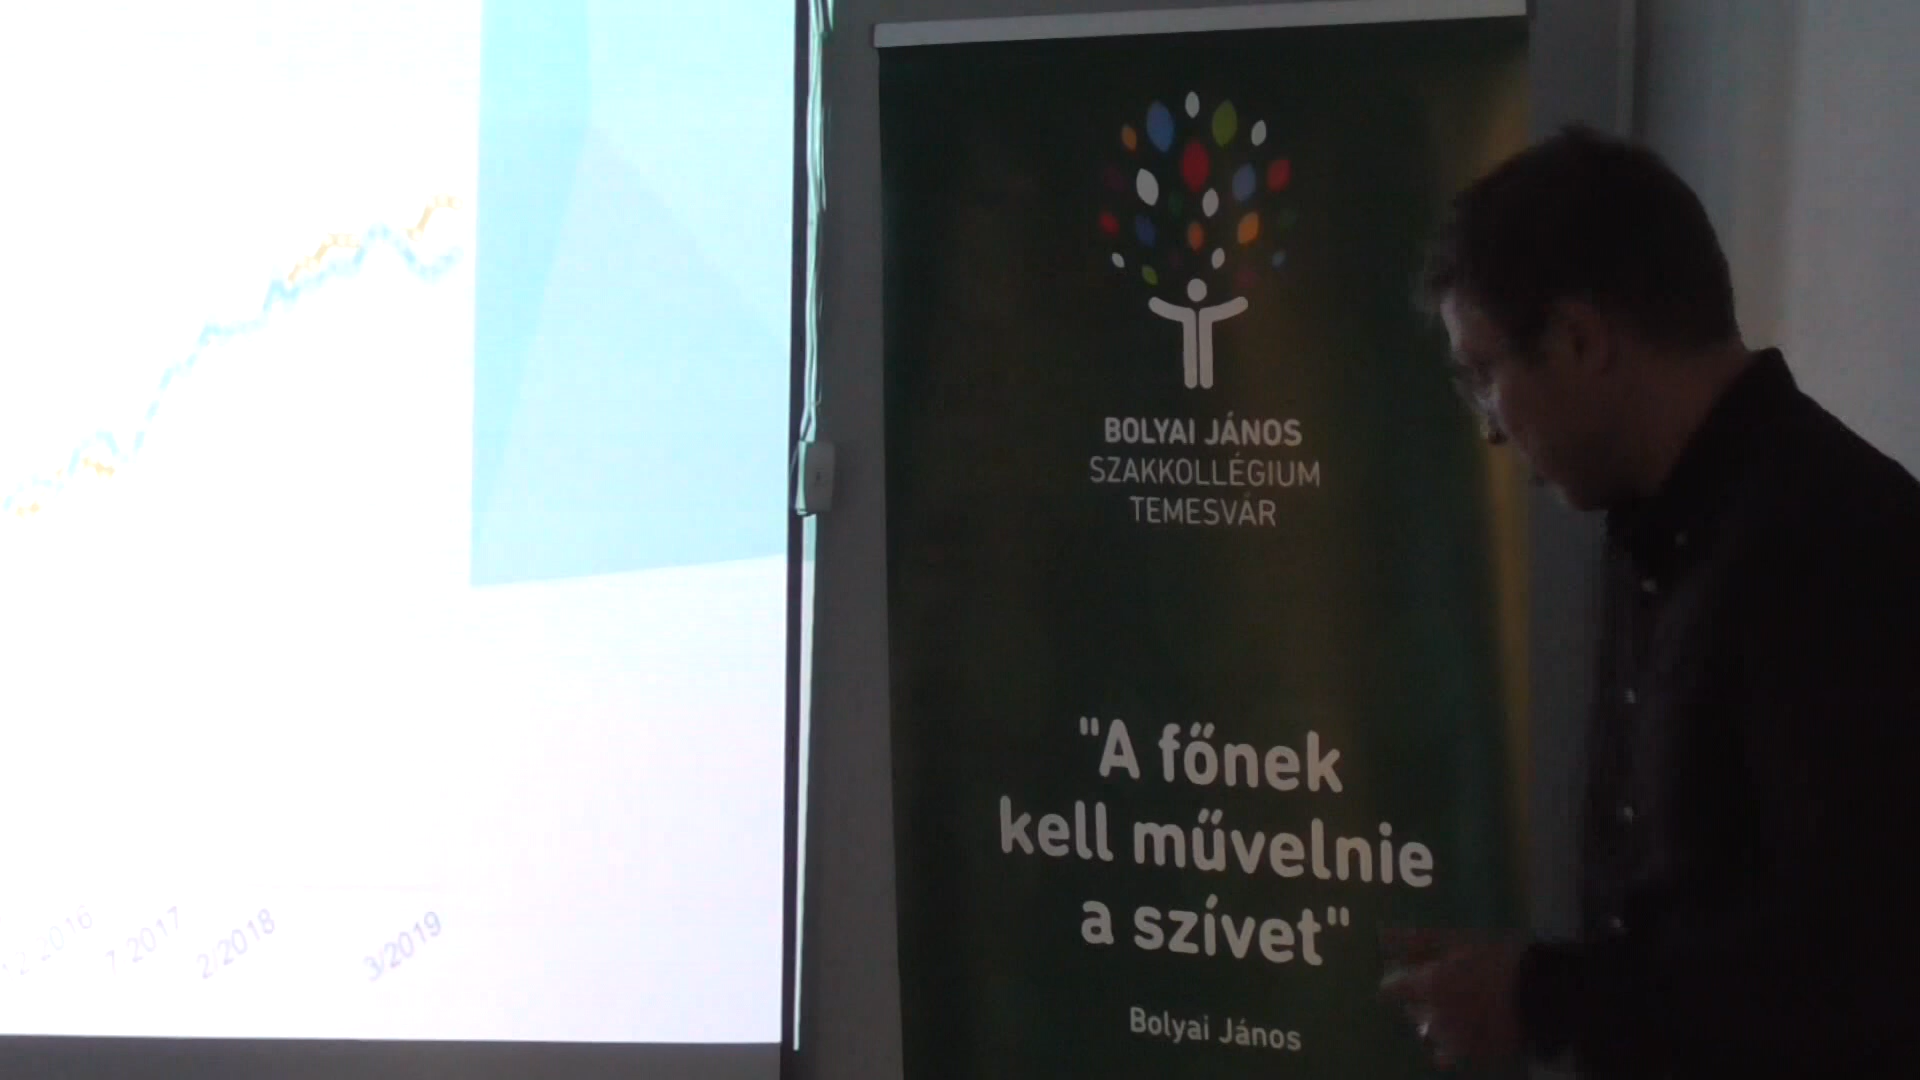 7 2017
2/2018
3/2019
BOLYAI JÁNOS
SZAKKOLLÉGIUM
TEMESVÁR
"A főnek
kell művelnie
a szívet"
Bolyai János